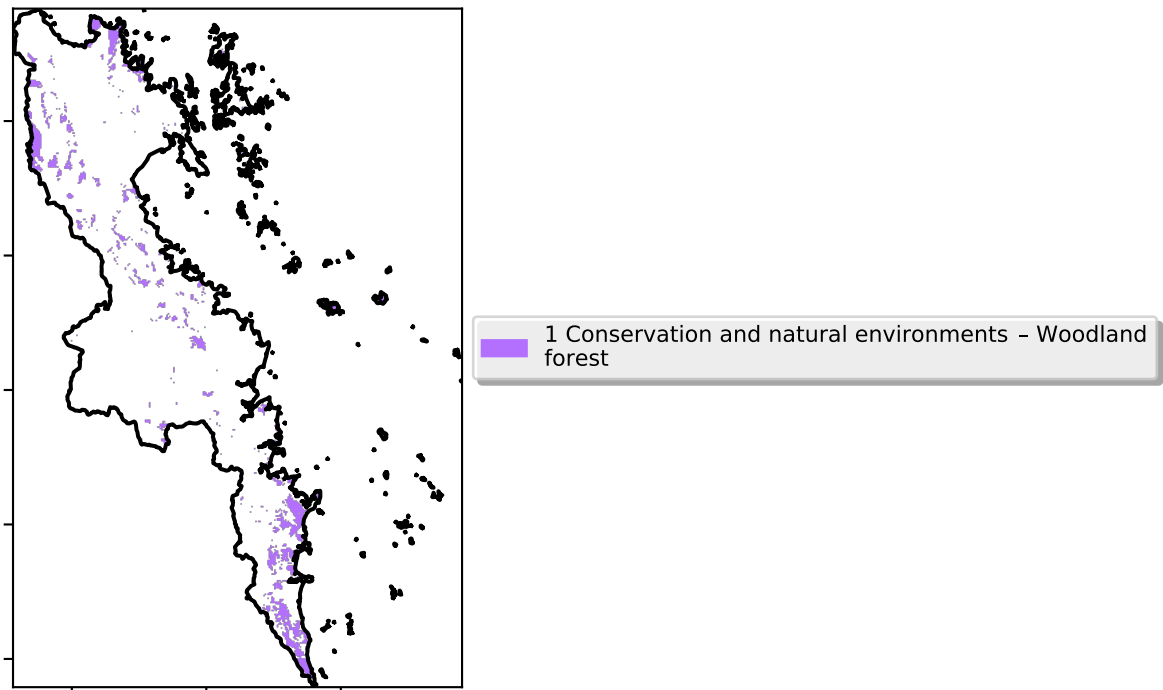 1 Conservation and natural environments – Woodland
forest